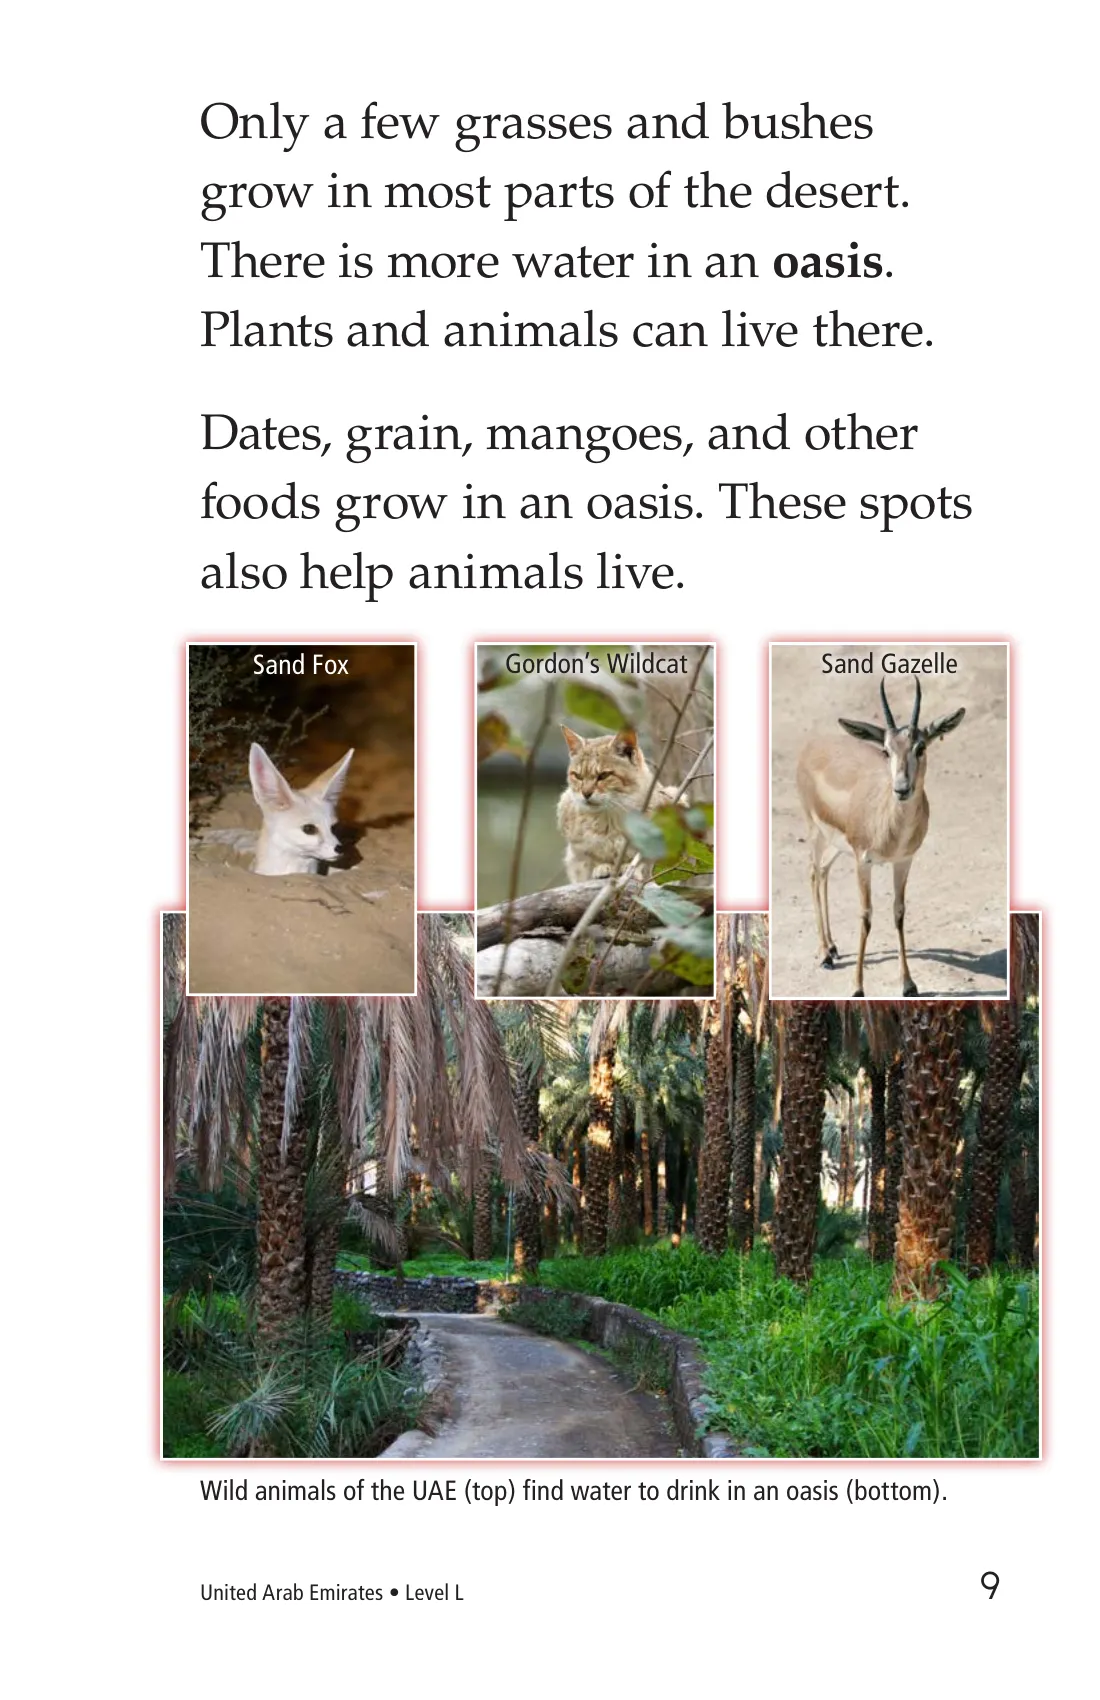 Only a few grasses and bushes
grow in most parts of the desert.
There is more water in an oasis.
Plants and animals can live there.
Dates, grain, mangoes, and other
foods grow in an oasis. These spots
also help animals live.
Sand Fox
Gordon's Wildcat
Sand Gazelle
Wild animals of the UAE (top) find water to drink in an oasis (bottom).
United Arab Emirates • Level L
9